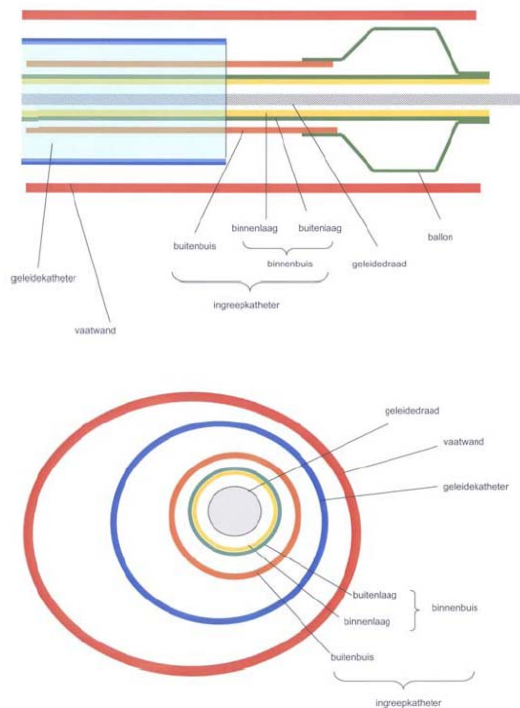 binnenlaag
buitenlaag
ballon
buitenbuis
binnenbuis
geleidedraad
geleidekatheter
ingreepkatheter
vaatwand
geleidedraad
vaatwand
geleidekatheter
buitenlaag
binnenbuis
binnenlaag
buitenbuis
ingreepkatheter